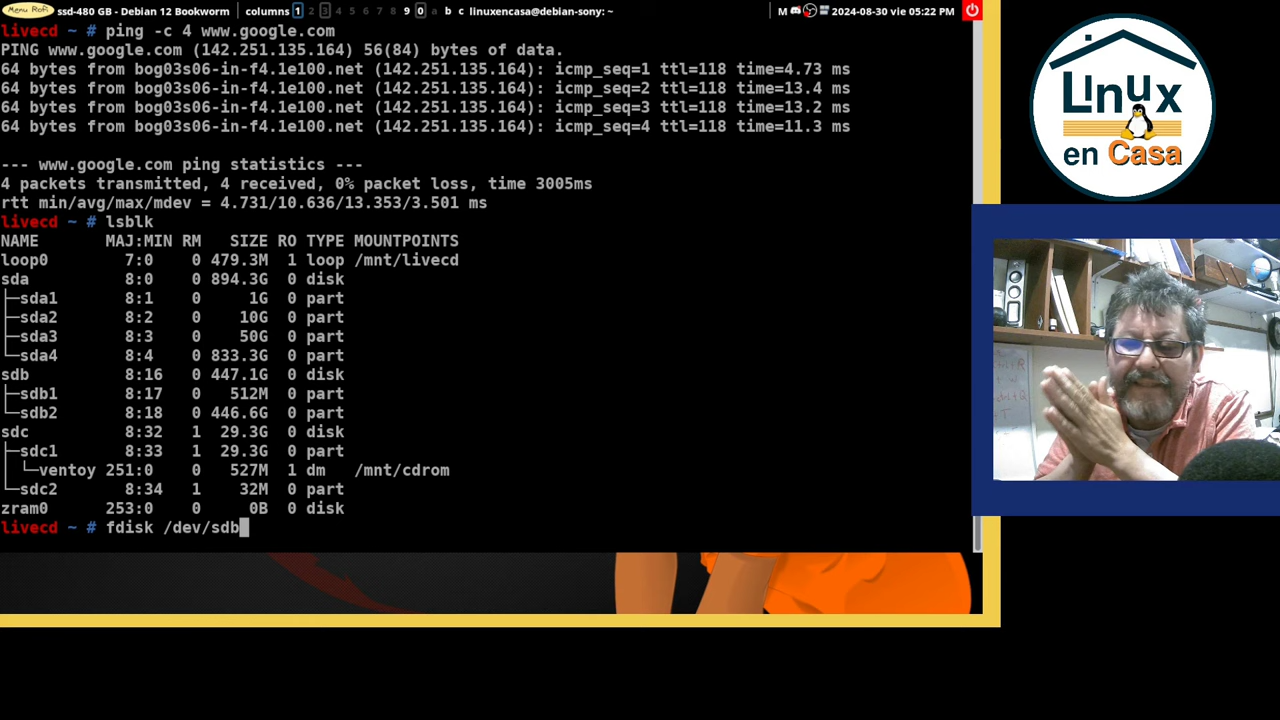 Menu Rofi ssd-480 GB - Debian 12 Bookworm columns 1 2 3 4 5 6 7 8 9 0 a b c linuxencasa@debian-sony: ~ M 2024-08-30 vie 05:22 PM
livecd ~ # ping -c 4 www.google.com
PING www.google.com (142.251.135.164) 56(84) bytes of data.
64 bytes from bog03s06-in-f4.1e100.net (142.251.135.164): icmp_seq=1 ttl=118 time=4.73 ms
64 bytes from bog03s06-in-f4.1e100.net (142.251.135.164): icmp_seq=2 ttl=118 time=13.4 ms
64 bytes from bog03s06-in-f4.1e100.net (142.251.135.164): icmp_seq=3 ttl=118 time=13.2 ms
64 bytes from bog03s06-in-f4.1e100.net (142.251.135.164): icmp_seq=4 ttl=118 time=11.3 ms
--- www.google.com ping statistics ---
4 packets transmitted, 4 received, 0% packet loss, time 3005ms
rtt min/avg/max/mdev = 4.731/10.636/13.353/3.501 ms
livecd ~ # lsblk
NAME MAJ:MIN RM SIZE RO TYPE MOUNTPOINTS
loop0 7:0 0 479.3M 1 loop /mnt/livecd
sda 8:0 0 894.3G 0 disk
├─sda1 8:1 0 1G 0 part
├─sda2 8:2 0 10G 0 part
├─sda3 8:3 0 50G 0 part
└─sda4 8:4 0 833.3G 0 part
sdb 8:16 0 447.1G 0 disk
├─sdb1 8:17 0 512M 0 part
└─sdb2 8:18 0 446.6G 0 part
sdc 8:32 1 29.3G 0 disk
├─sdc1 8:33 1 29.3G 0 part
│ └─ventoy 251:0 0 527M 1 dm /mnt/cdrom
└─sdc2 8:34 1 32M 0 part
zram0 253:0 0 0B 0 disk
livecd ~ # fdisk /dev/sdb
Linux
en Casa